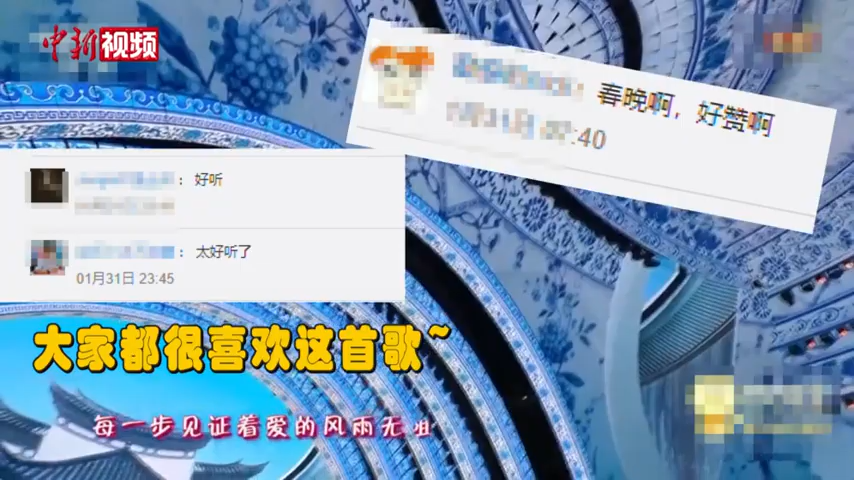 中新视频
春晚啊，好赞啊
:40
：好听
：太好听了
01月31日 23:45
大家都很喜欢这首歌~
每一步见证着爱的风雨无阻